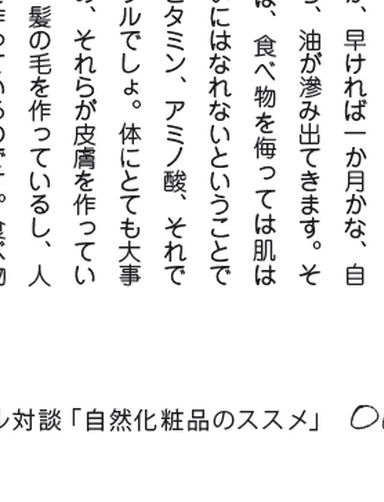 、早ければ一か月かな、自
、油が滲み出てきます。そ
は、食べ物を侮っては肌は
いにはなれないということで
ビタミン、アミノ酸、それで
ルでしょ。体にとても大事
、それらが皮膚を作ってい
髪の毛を作っているし、人
ル対談「自然化粧品のススメ」